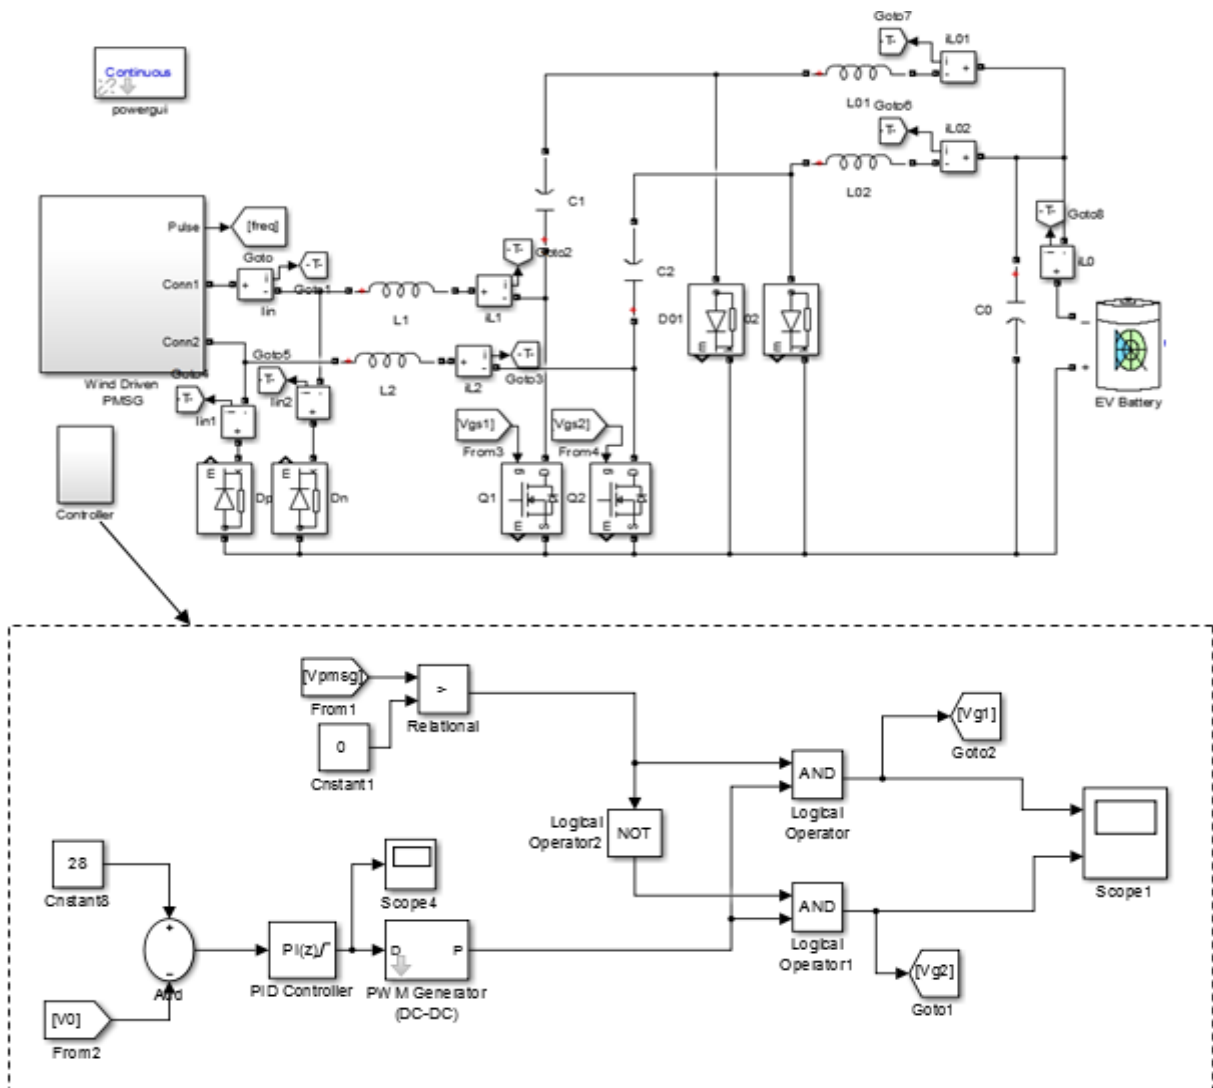 Continuous
powergui
Goto7
-T-
i
+
-
iL01
L01
Goto6
-T-
i
+
-
iL02
L02
C1
C2
-T-
Goto8
iL0
C0
EV Battery
Pulse
[freq]
Goto
Conn1
-T-
Goto1
Iin
L1
-T-
Goto2
iL1
Conn2
Goto5
L2
-T-
Goto3
iL2
Wind Driven
PMSG
Goto4
-T-
Iin1
-T-
Iin2
D01
02
[Vgs1]
From3
[Vgs2]
From4
Dp
Dn
Q1
Q2
g
D
m
S
g
D
m
S
Controller
[Vpmsg]
From1
>
Relational
0
Cnstant1
[Vg1]
Goto2
AND
Logical
Operator
Logical
Operator2
NOT
Scope1
28
Cnstant8
Scope4
AND
Logical
Operator1
+
-
Add
PI(z)
PID Controller
D
P
PWM Generator
(DC-DC)
[Vg2]
Goto1
[V0]
From2